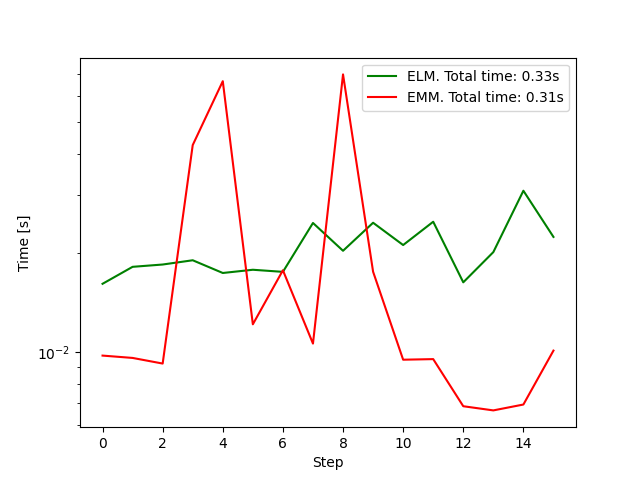 ELM. Total time: 0.33s
EMM. Total time: 0.31s
Time [s]
10⁻²
0 2 4 6 8 10 12 14
Step